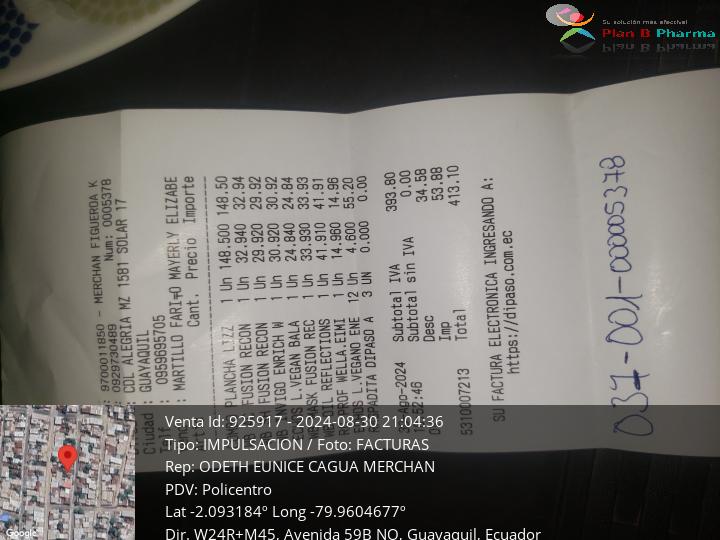 Su solución más efectiva!
Plan B Pharma
: 9700011850 - MERCHAN FIGUEROA K
: 0929730489 Num: 0005378
: CDL ALEGRIA MZ 1581 SOLAR 17
Ciudad : GUAYAQUIL
: 0959695705
: MARTILLO MAYERLY ELIZABE
Cant. Precio Importe
PLANCHA LIZZ 1 Un 148.500 148.50
FUSION RECON 1 Un 32.940 32.94
FUSION RECON 1 Un 29.920 29.92
INVIGO ENRICH W 1 Un 30.920 30.92
L.VEGAN BALA 1 Un 24.840 24.84
MASK FUSION REC 1 Un 33.930 33.93
OIL REFLECTIONS 1 Un 41.910 41.91
PROF WELLA.EIMI 1 Un 14.960 14.96
L.VEGANO ENE 12 Un 4.600 55.20
DIPASO A 3 UN 0.000 0.00
Subtotal IVA 393.80
Subtotal sin IVA 0.00
-Ago-2024 Desc 34.58
:52:46 Imp 53.88
Total 413.10
5310007213
SU FACTURA ELECTRONICA INGRESANDO A:
https://dipaso.com.ec
037-001-000005378
Venta Id: 925917 - 2024-08-30 21:04:36
Tipo: IMPULSACION / Foto: FACTURAS
Rep: ODETH EUNICE CAGUA MERCHAN
PDV: Policentro
Lat -2.093184° Long -79.9604677°
Dir. W24R+M45, Avenida 59B NO, Guayaquil, Ecuador
Google